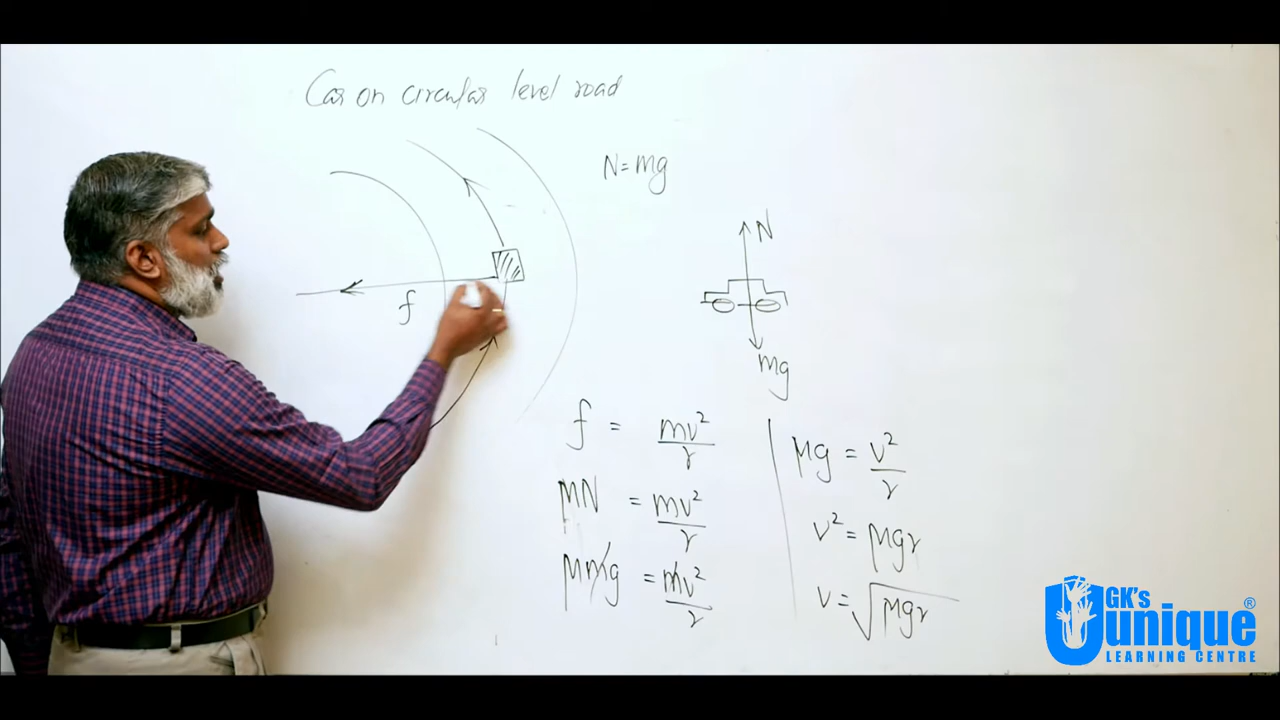 Car on circular level road
N=mg
N
f
mg
f = mv²/r
μN = mv²/r
μmg = mv²/r
μg = v²/r
v² = μgr
v = √μgr
GK's
unique®
LEARNING CENTRE